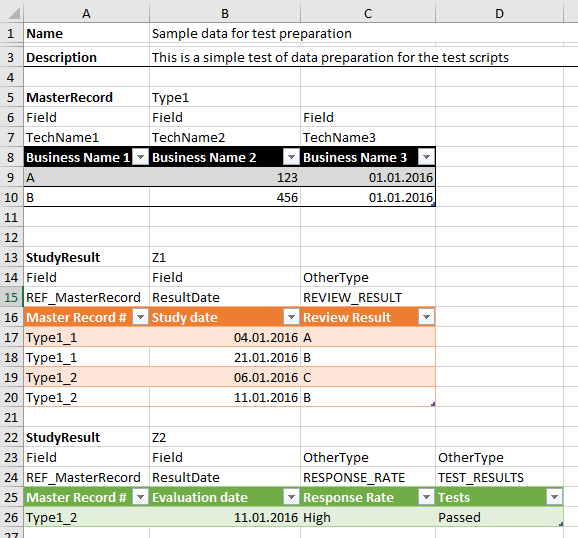 A B C D
1 Name Sample data for test preparation
3 Description This is a simple test of data preparation for the test scripts
4
5 MasterRecord Type1
6 Field Field Field
7 TechName1 TechName2 TechName3
8 Business Name 1 Business Name 2 Business Name 3
9 A 123 01.01.2016
10 B 456 01.01.2016
11
12
13 StudyResult Z1
14 Field Field OtherType
15 REF_MasterRecord ResultDate REVIEW_RESULT
16 Master Record # Study date Review Result
17 Type1_1 04.01.2016 A
18 Type1_1 21.01.2016 B
19 Type1_2 06.01.2016 C
20 Type1_2 11.01.2016 B
21
22 StudyResult Z2
23 Field Field OtherType OtherType
24 REF_MasterRecord ResultDate RESPONSE_RATE TEST_RESULTS
25 Master Record # Evaluation date Response Rate Tests
26 Type1_2 11.01.2016 High Passed
27